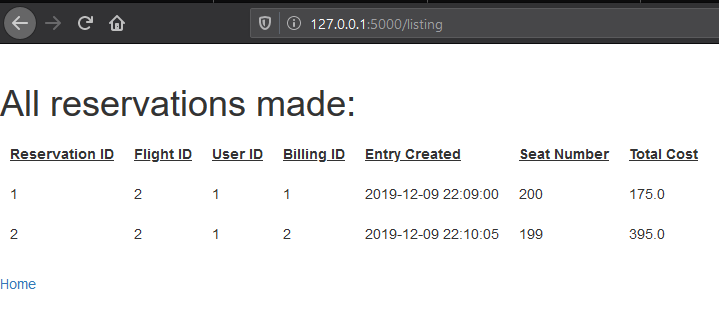 127.0.0.1:5000/listing
All reservations made:
Reservation ID Flight ID User ID Billing ID Entry Created Seat Number Total Cost
1 2 1 1 2019-12-09 22:09:00 200 175.0
2 2 1 2 2019-12-09 22:10:05 199 395.0
Home